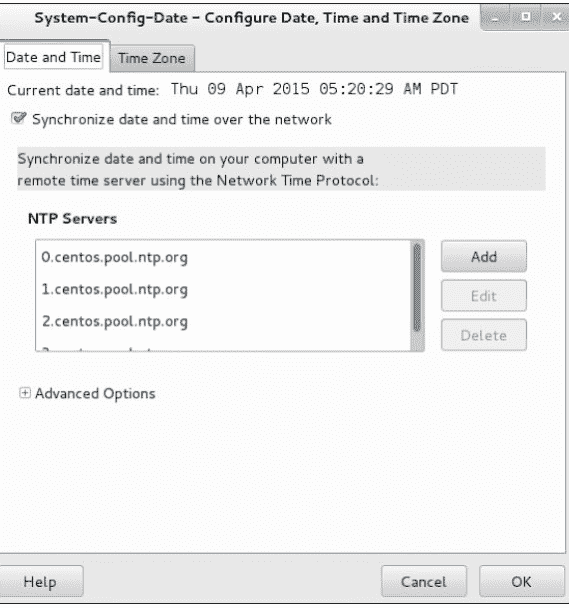 System-Config-Date – Configure Date, Time and Time Zone
Date and Time
Time Zone
Current date and time: Thu 09 Apr 2015 05:20:29 AM PDT
Synchronize date and time over the network
Synchronize date and time on your computer with a
remote time server using the Network Time Protocol:
NTP Servers
0.centos.pool.ntp.org
1.centos.pool.ntp.org
2.centos.pool.ntp.org
Add
Edit
Delete
Advanced Options
Help
Cancel
OK